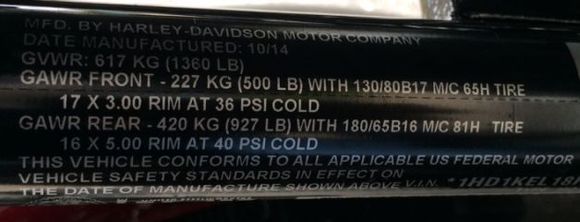 MFD. BY HARLEY-DAVIDSON MOTOR COMPANY
DATE MANUFACTURED: 10/14
GVWR: 617 KG (1360 LB)
GAWR FRONT - 227 KG (500 LB) WITH 130/80B17 M/C 65H TIRE
17 X 3.00 RIM AT 36 PSI COLD
GAWR REAR - 420 KG (927 LB) WITH 180/65B16 M/C 81H TIRE
16 X 5.00 RIM AT 40 PSI COLD
THIS VEHICLE CONFORMS TO ALL APPLICABLE US FEDERAL MOTOR
VEHICLE SAFETY STANDARDS IN EFFECT ON
THE DATE OF MANUFACTURE SHOWN ABOVE V.I.N. *1HD1KEL18